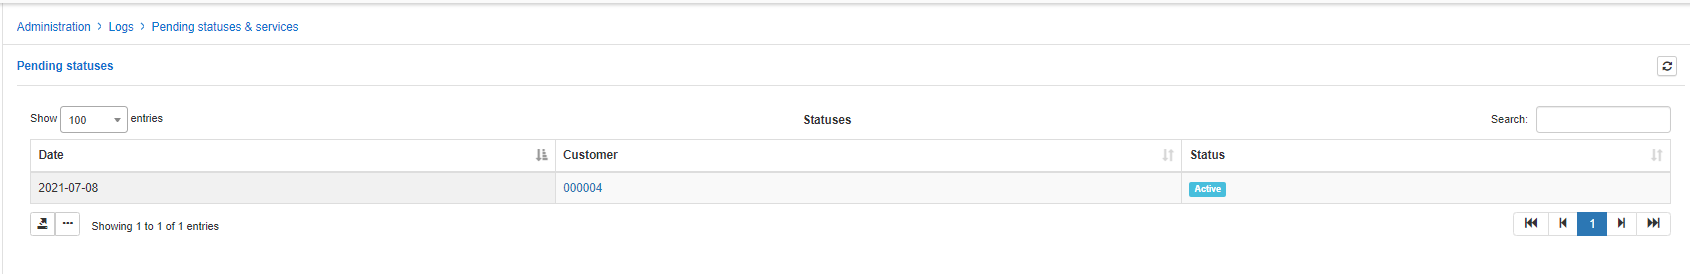 Administration > Logs > Pending statuses & services
Pending statuses
Show 100 entries
Statuses
Search:
Date Customer Status
2021-07-08 000004 Active
Showing 1 to 1 of 1 entries
1